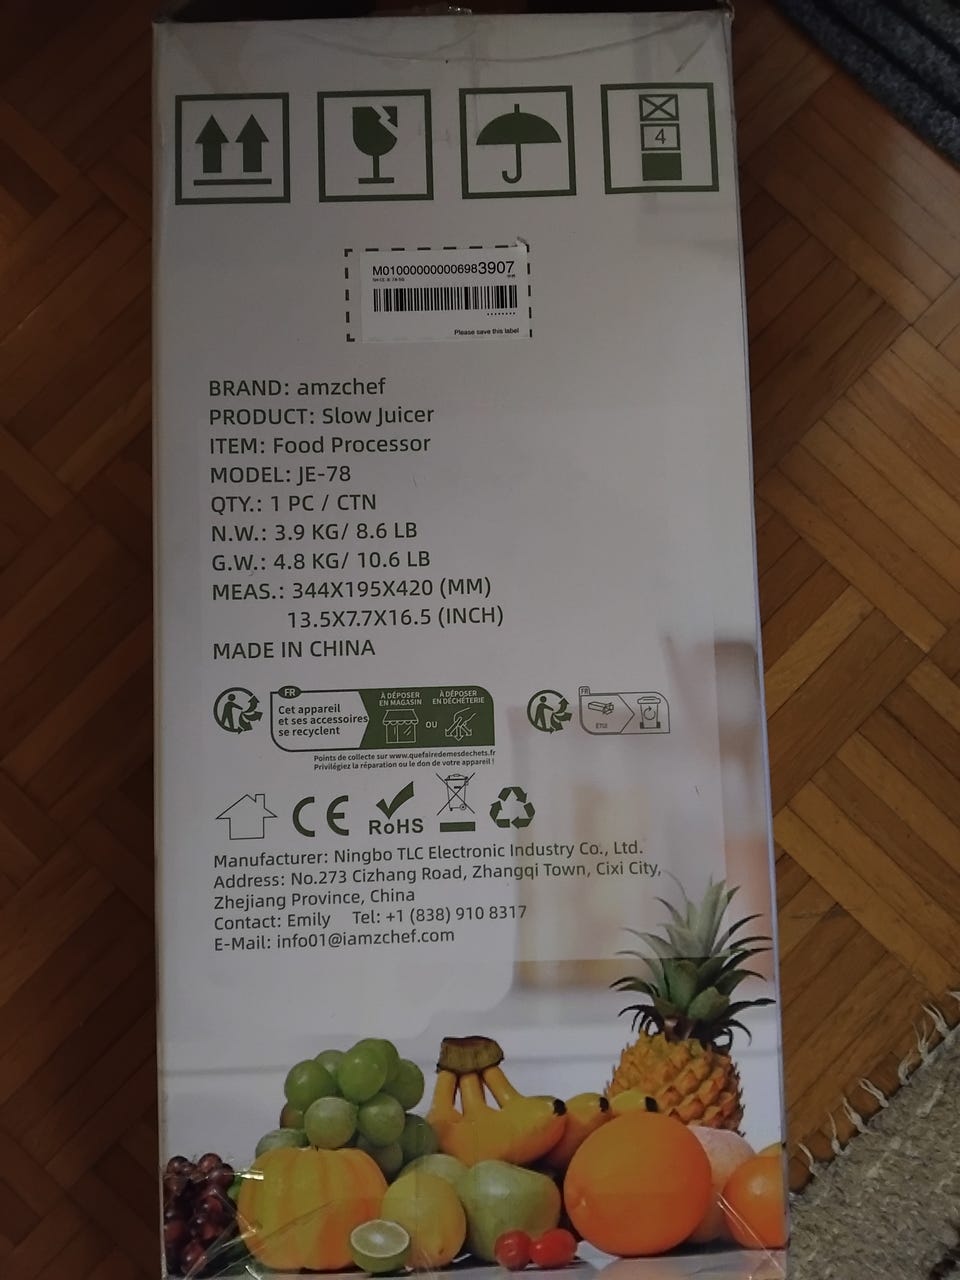 4
M01000000000069​83907
Please save this label
BRAND: amzchef
PRODUCT: Slow Juicer
ITEM: Food Processor
MODEL: JE-78
QTY.: 1 PC / CTN
N.W.: 3.9 KG/ 8.6 LB
G.W.: 4.8 KG/ 10.6 LB
MEAS.: 344X195X420 (MM)
13.5X7.7X16.5 (INCH)
MADE IN CHINA
FR
Cet appareil
et ses accessoires
se recyclent
À DÉPOSER
EN MAGASIN
OU
À DÉPOSER
EN DÉCHÈTERIE
Points de collecte sur www.quefairedemesdechets.fr
Privilégiez la réparation ou le don de votre appareil !
FR
ÉTUI
CE
RoHS
Manufacturer: Ningbo TLC Electronic Industry Co., Ltd.
Address: No.273 Cizhang Road, Zhangqi Town, Cixi City,
Zhejiang Province, China
Contact: Emily Tel: +1 (838) 910 8317
E-Mail: info01@iamzchef.com